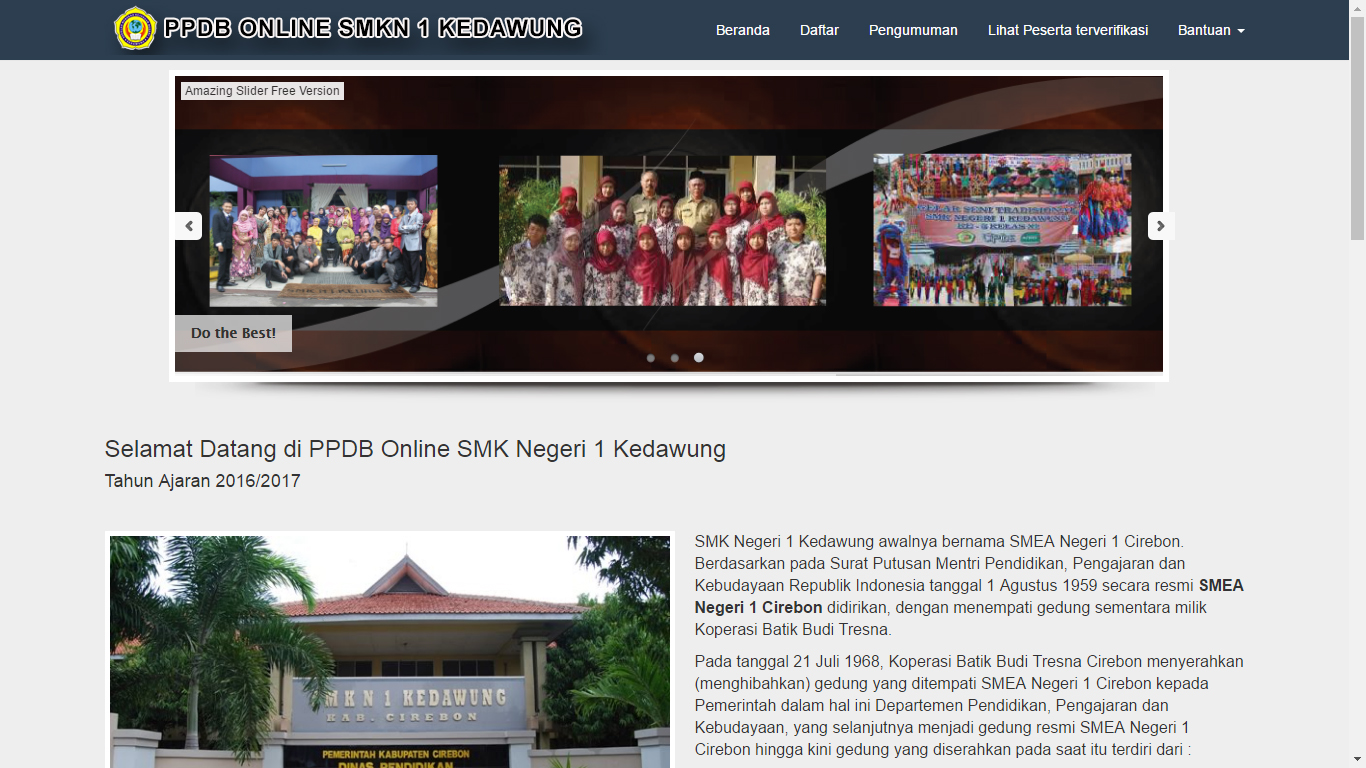 PPDB ONLINE SMKN 1 KEDAWUNG
Beranda
Daftar
Pengumuman
Lihat Peserta terverifikasi
Bantuan
Amazing Slider Free Version
GELAR SENI TRADISIONAL
SMK NEGERI 1 KEDAWUNG
Do the Best!
Selamat Datang di PPDB Online SMK Negeri 1 Kedawung
Tahun Ajaran 2016/2017
MKN 1 KEDAWUNG
KAB. CIREBON
PEMERINTAH KABUPATEN CIREBON
DINAS PENDIDIKAN
SMK Negeri 1 Kedawung awalnya bernama SMEA Negeri 1 Cirebon.
Berdasarkan pada Surat Putusan Mentri Pendidikan, Pengajaran dan
Kebudayaan Republik Indonesia tanggal 1 Agustus 1959 secara resmi SMEA
Negeri 1 Cirebon didirikan, dengan menempati gedung sementara milik
Koperasi Batik Budi Tresna.
Pada tanggal 21 Juli 1968, Koperasi Batik Budi Tresna Cirebon menyerahkan
(menghibahkan) gedung yang ditempati SMEA Negeri 1 Cirebon kepada
Pemerintah dalam hal ini Departemen Pendidikan, Pengajaran dan
Kebudayaan, yang selanjutnya menjadi gedung resmi SMEA Negeri 1
Cirebon hingga kini gedung yang diserahkan pada saat itu terdiri dari :